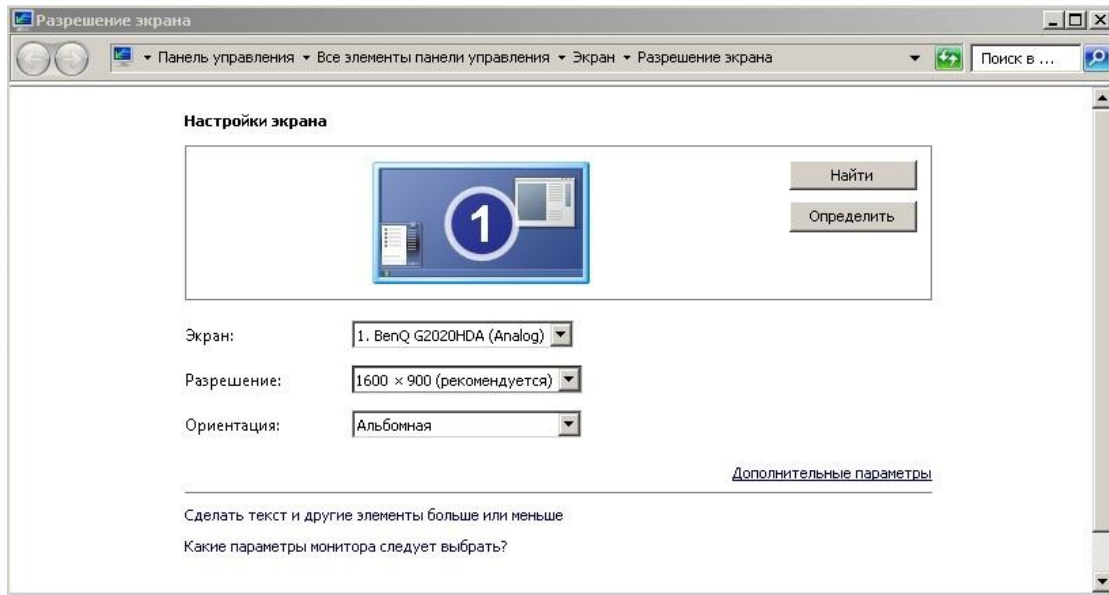 Разрешение экрана
Панель управления Все элементы панели управления Экран Разрешение экрана Поиск в ...
Настройки экрана
1
Найти
Определить
Экран: 1. BenQ G2020HDA (Analog)
Разрешение: 1600 × 900 (рекомендуется)
Ориентация: Альбомная
Дополнительные параметры
Сделать текст и другие элементы больше или меньше
Какие параметры монитора следует выбрать?